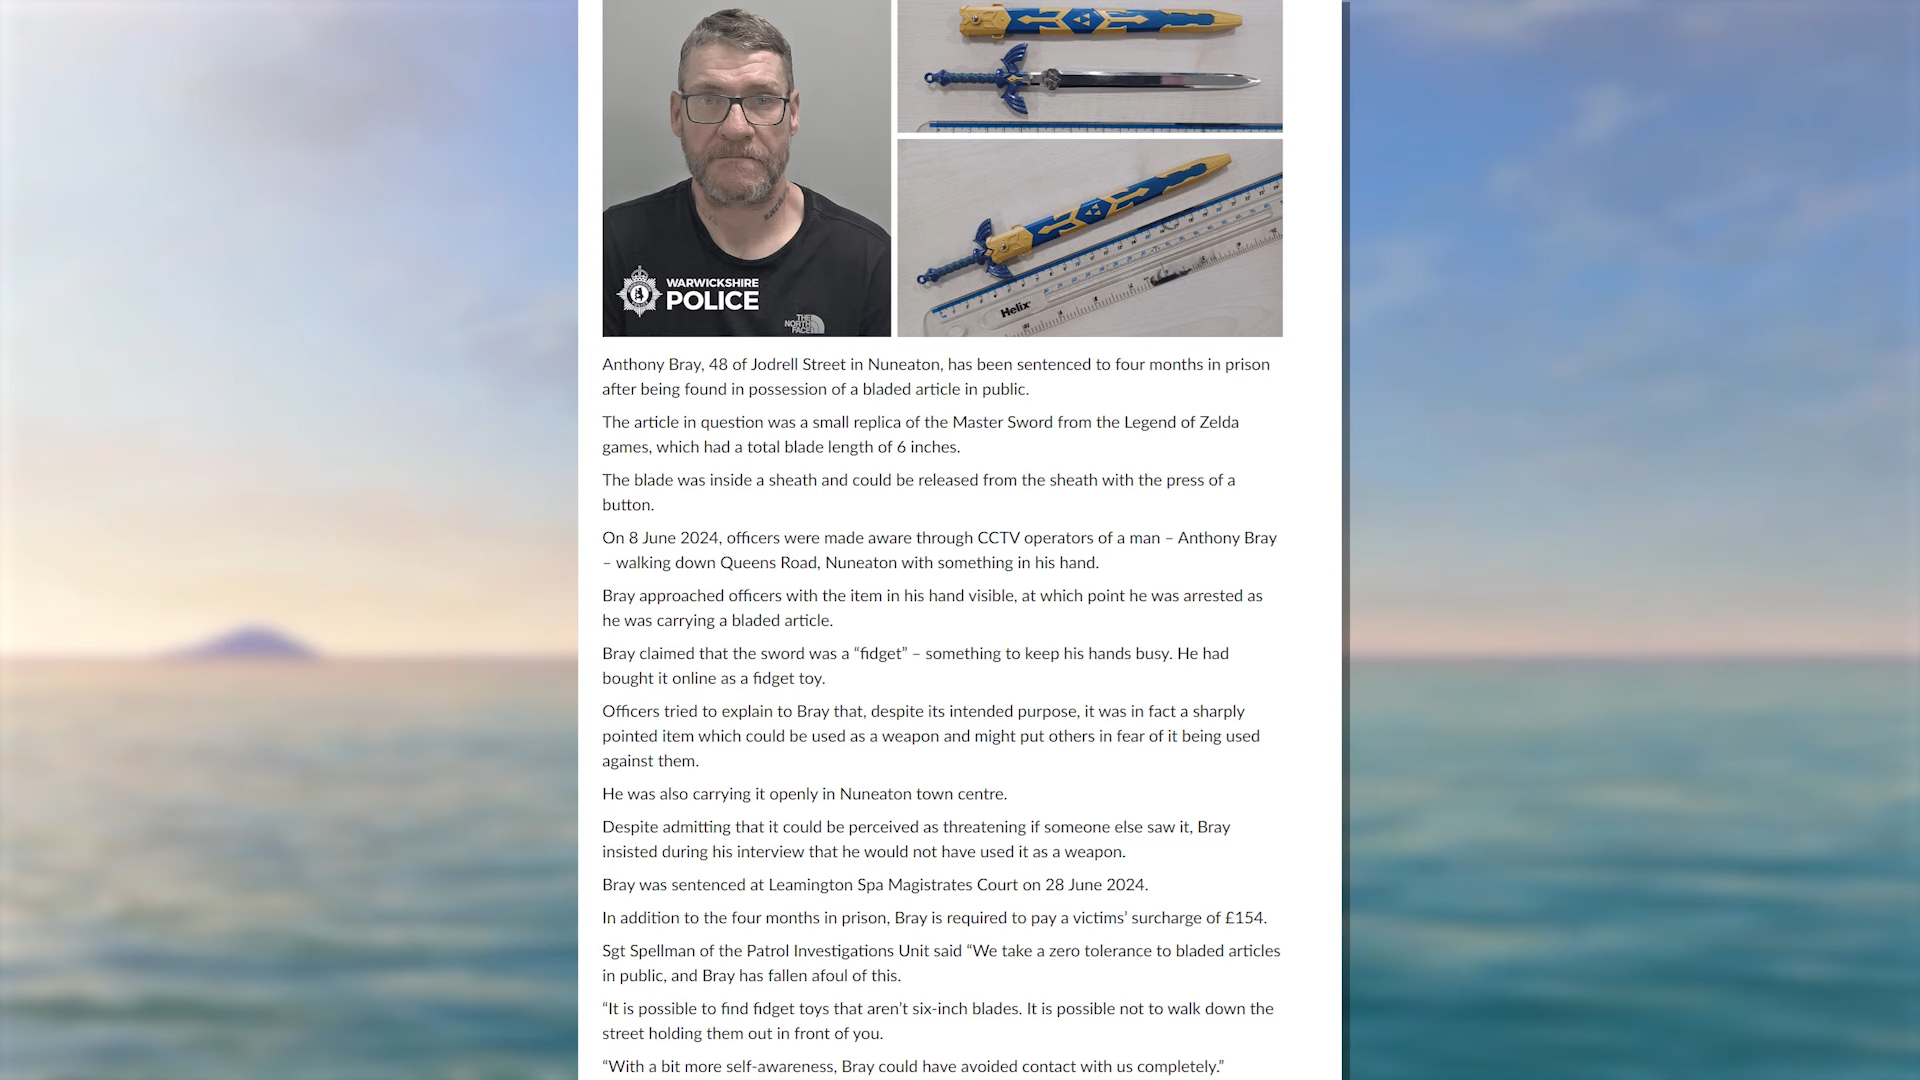 WARWICKSHIRE
POLICE
THE
NORTH
FACE
Helix
Anthony Bray, 48 of Jodrell Street in Nuneaton, has been sentenced to four months in prison
after being found in possession of a bladed article in public.
The article in question was a small replica of the Master Sword from the Legend of Zelda
games, which had a total blade length of 6 inches.
The blade was inside a sheath and could be released from the sheath with the press of a
button.
On 8 June 2024, officers were made aware through CCTV operators of a man – Anthony Bray
– walking down Queens Road, Nuneaton with something in his hand.
Bray approached officers with the item in his hand visible, at which point he was arrested as
he was carrying a bladed article.
Bray claimed that the sword was a “fidget” – something to keep his hands busy. He had
bought it online as a fidget toy.
Officers tried to explain to Bray that, despite its intended purpose, it was in fact a sharply
pointed item which could be used as a weapon and might put others in fear of it being used
against them.
He was also carrying it openly in Nuneaton town centre.
Despite admitting that it could be perceived as threatening if someone else saw it, Bray
insisted during his interview that he would not have used it as a weapon.
Bray was sentenced at Leamington Spa Magistrates Court on 28 June 2024.
In addition to the four months in prison, Bray is required to pay a victims’ surcharge of £154.
Sgt Spellman of the Patrol Investigations Unit said “We take a zero tolerance to bladed articles
in public, and Bray has fallen afoul of this.
“It is possible to find fidget toys that aren’t six-inch blades. It is possible not to walk down the
street holding them out in front of you.
“With a bit more self-awareness, Bray could have avoided contact with us completely.”